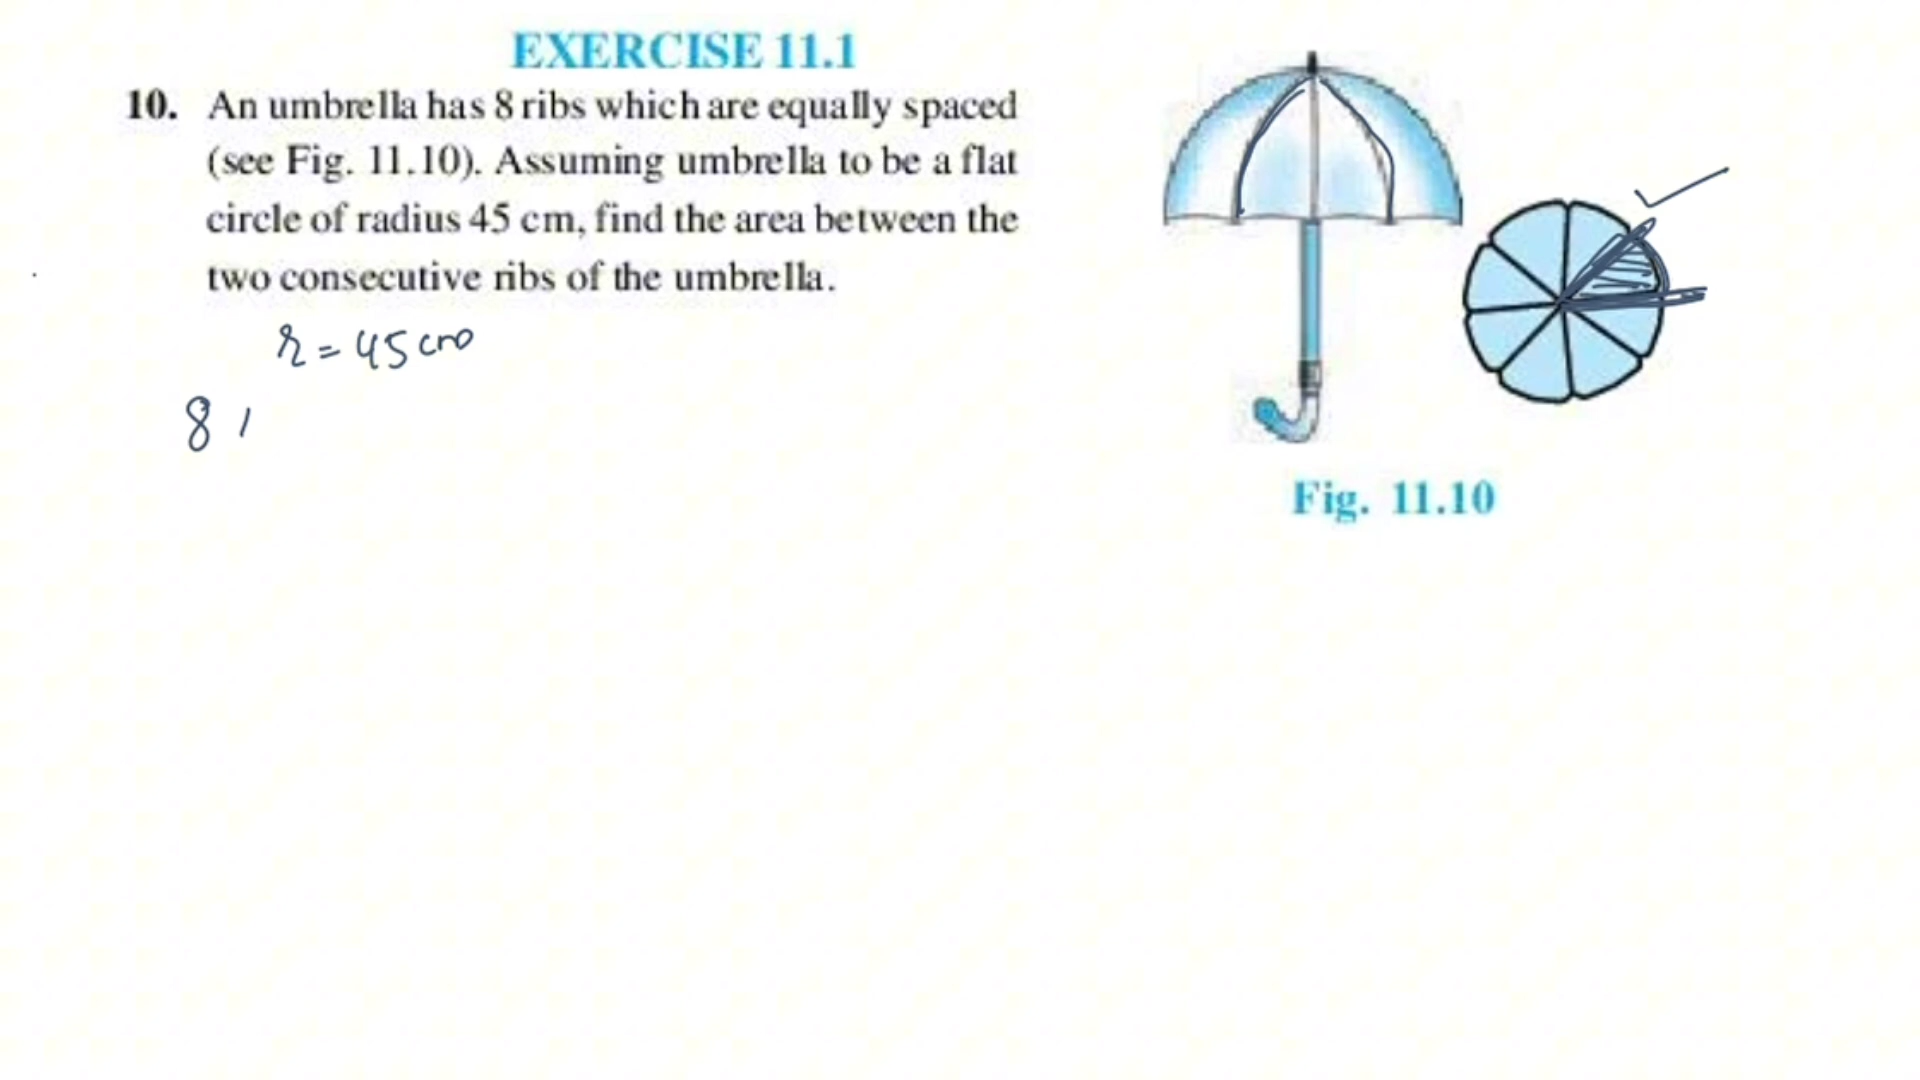 EXERCISE 11.1
10. An umbrella has 8 ribs which are equally spaced
(see Fig. 11.10). Assuming umbrella to be a flat
circle of radius 45 cm, find the area between the
two consecutive ribs of the umbrella.
r = 45 cm
8
Fig. 11.10